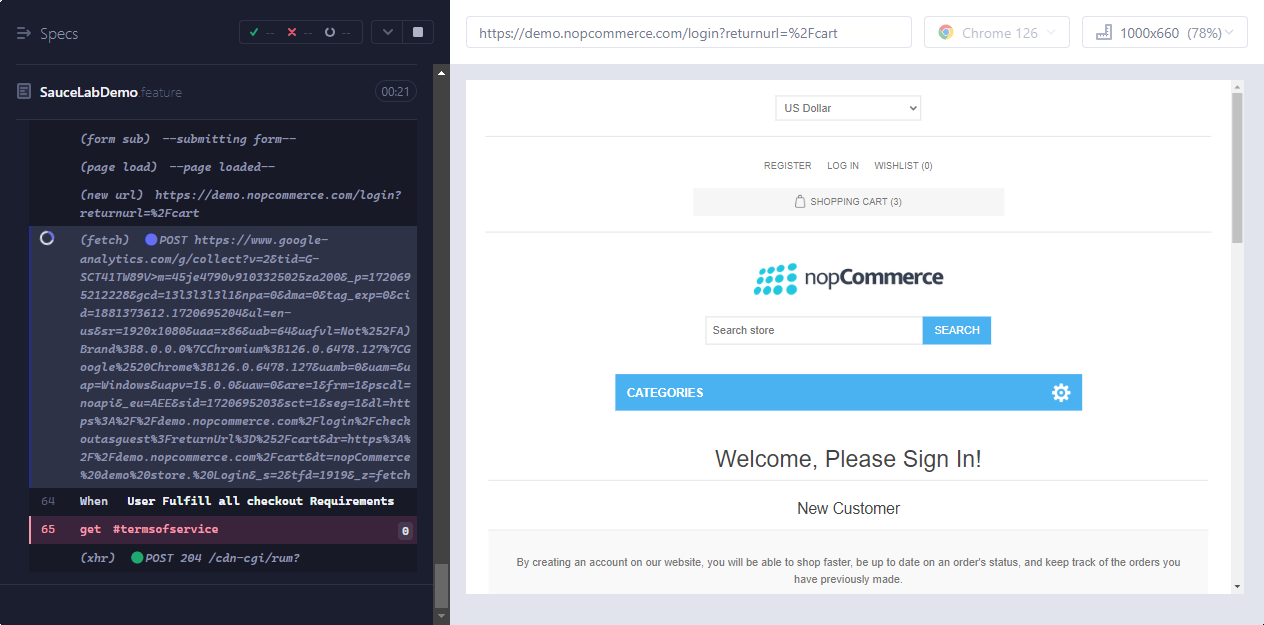 Specs
--
--
--
SauceLabDemo feature
00:21
(form sub) --submitting form--
(page load) --page loaded--
(new url) https://demo.nopcommerce.com/login?
returnurl=%2Fcart
(fetch) POST https://www.google-
analytics.com/g/collect?v=2&tid=G-
SCT41TW89V>m=45je4790v9103325025za200&_p=172069
5212228&gcd=13l3l3l3l1&npa=0&dma=0&tag_exp=0&ci
d=1881373612.1720695204&ul=en-
us&sr=1920x1080&uaa=x86&uab=64&uafvl=Not%252FA)
Brand%3B8.0.0.0%7CChromium%3B126.0.6478.127%7CG
oogle%2520Chrome%3B126.0.6478.127&uamb=0&uam=&u
ap=Windows&uapv=15.0.0&uaw=0&are=1&frm=1&pscdl=
noapi&_eu=AEE&sid=1720695203&sct=1&seg=1&dl=htt
ps%3A%2F%2Fdemo.nopcommerce.com%2Flogin%2Fcheck
outasguest%3FreturnUrl%3D%252Fcart&dr=https%3A%
2F%2Fdemo.nopcommerce.com%2Fcart&dt=nopCommerce
%20demo%20store.%20Login&_s=2&tfd=1919&_z=fetch
64 When User Fulfill all checkout Requirements
65 get #termsofservice 0
(xhr) POST 204 /cdn-cgi/rum?
https://demo.nopcommerce.com/login?returnurl=%2Fcart
Chrome 126
1000x660 (78%)
US Dollar
REGISTER LOG IN WISHLIST (0)
SHOPPING CART (3)
nopCommerce
Search store
SEARCH
CATEGORIES
Welcome, Please Sign In!
New Customer
By creating an account on our website, you will be able to shop faster, be up to date on an order's status, and keep track of the orders you
have previously made.